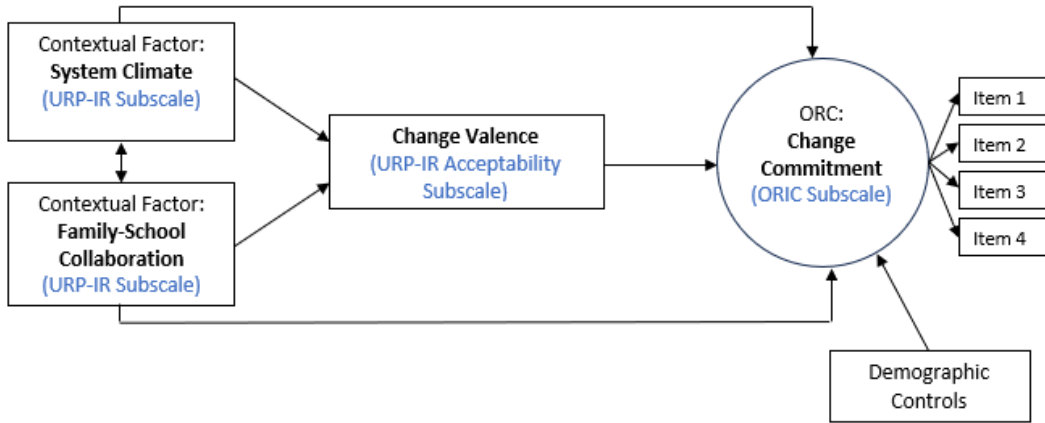 Contextual Factor:
System Climate
(URP-IR Subscale)
Contextual Factor:
Family-School
Collaboration
(URP-IR Subscale)
Change Valence
(URP-IR Acceptability
Subscale)
ORC:
Change
Commitment
(ORIC Subscale)
Item 1
Item 2
Item 3
Item 4
Demographic
Controls